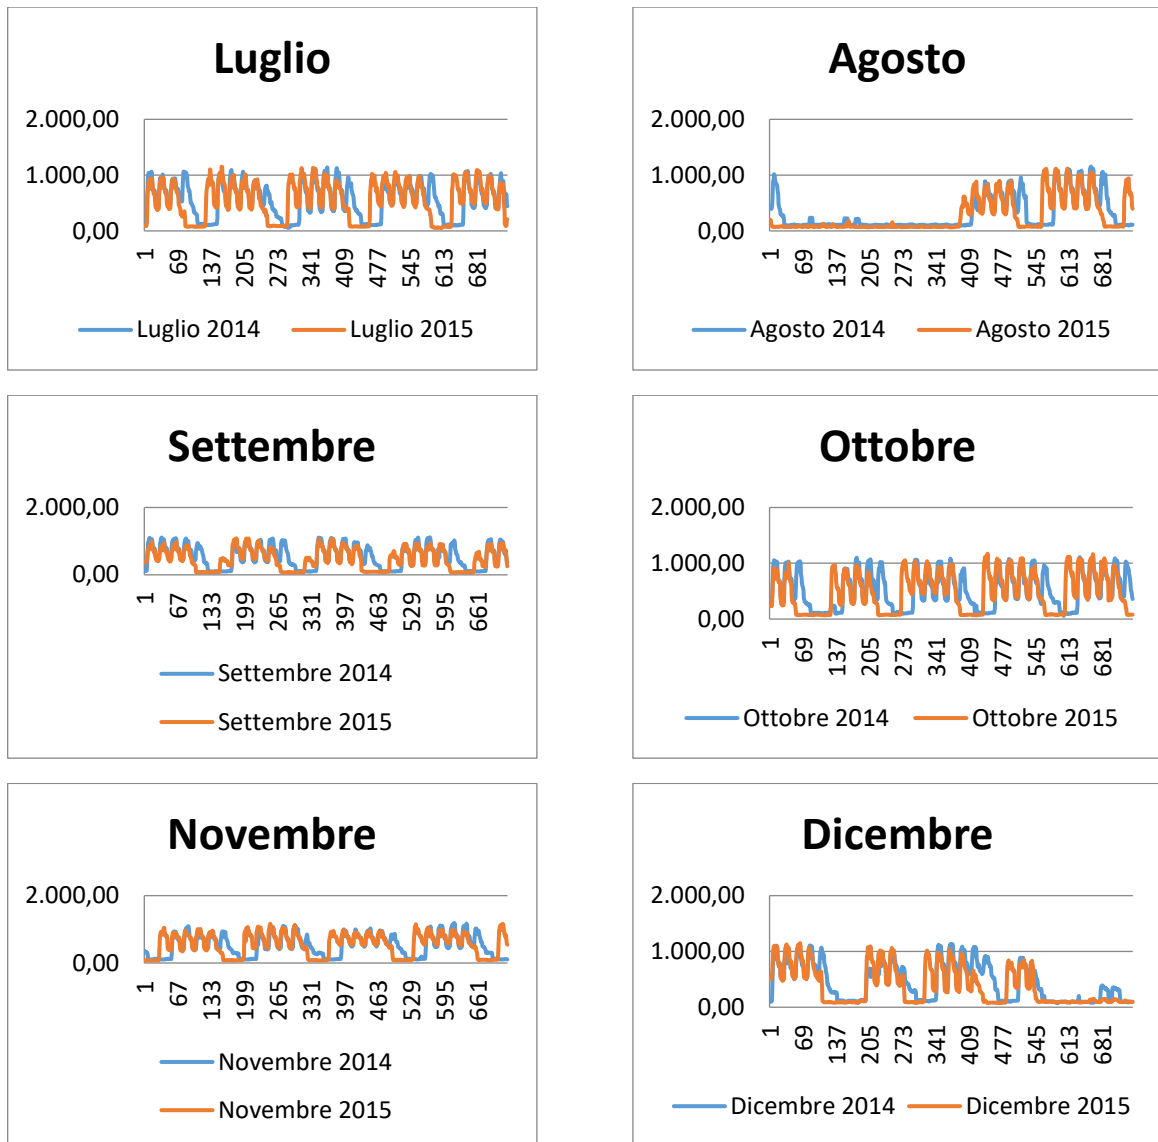 Luglio
2.000,00
1.000,00
0,00
1 69 137 205 273 341 409 477 545 613 681
Luglio 2014 Luglio 2015
Agosto
2.000,00
1.000,00
0,00
1 69 137 205 273 341 409 477 545 613 681
Agosto 2014 Agosto 2015
Settembre
2.000,00
0,00
1 67 133 199 265 331 397 463 529 595 661
Settembre 2014
Settembre 2015
Ottobre
2.000,00
1.000,00
0,00
1 69 137 205 273 341 409 477 545 613 681
Ottobre 2014 Ottobre 2015
Novembre
2.000,00
0,00
1 67 133 199 265 331 397 463 529 595 661
Novembre 2014
Novembre 2015
Dicembre
2.000,00
1.000,00
0,00
1 69 137 205 273 341 409 477 545 613 681
Dicembre 2014 Dicembre 2015